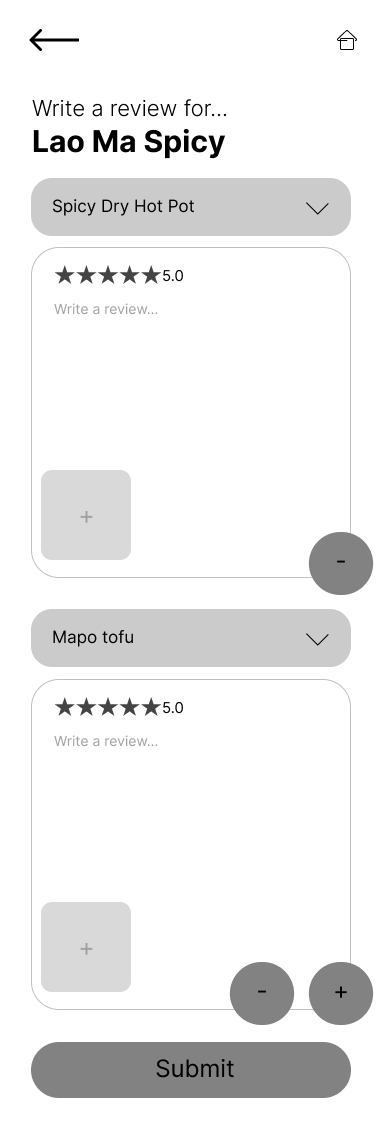 Write a review for...
Lao Ma Spicy
Spicy Dry Hot Pot
★★★★★5.0
Write a review...
+
-
Mapo tofu
★★★★★5.0
Write a review...
+
-
+
Submit